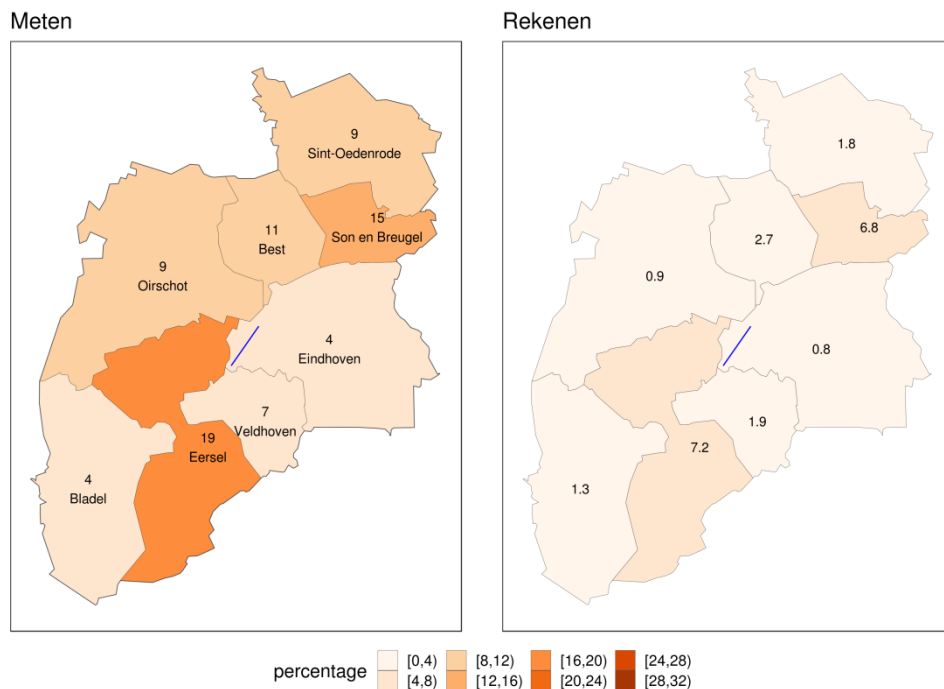 Meten
9
Sint-Oedenrode
15
Son en Breugel
11
Best
9
Oirschot
4
Eindhoven
7
Veldhoven
19
Eersel
4
Bladel
Rekenen
1.8
6.8
2.7
0.9
0.8
1.9
7.2
1.3
percentage
[0,4) [8,12) [16,20) [24,28)
[4,8) [12,16) [20,24) [28,32)